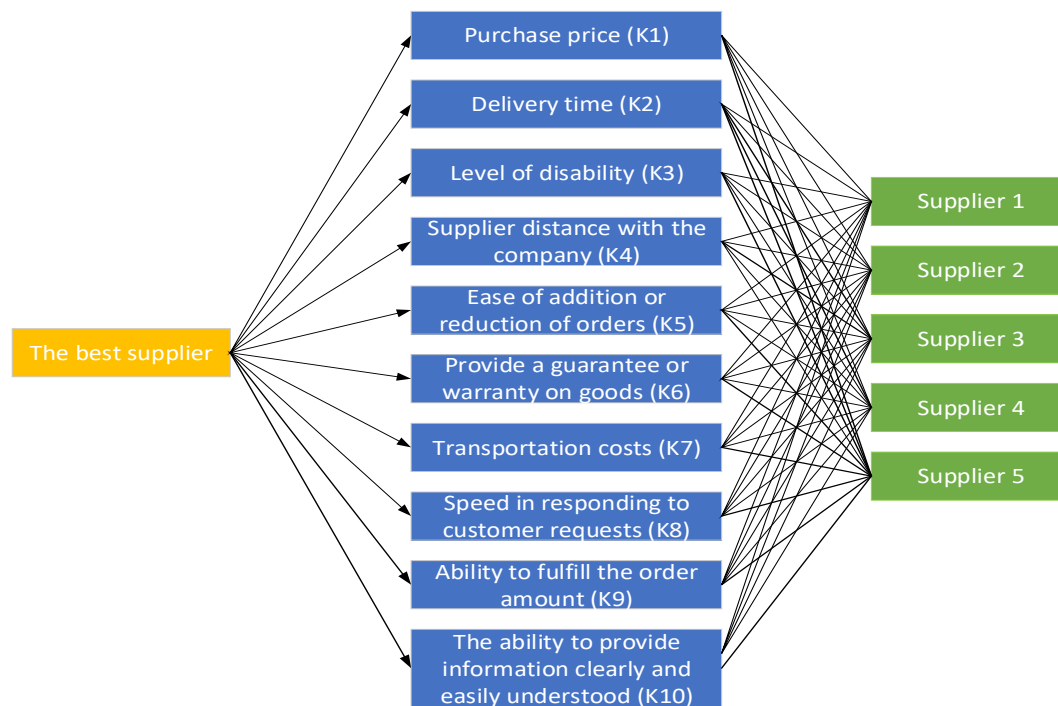 Purchase price (K1)
Delivery time (K2)
Level of disability (K3)
Supplier distance with the
company (K4)
Ease of addition or
reduction of orders (K5)
Provide a guarantee or
warranty on goods (K6)
Transportation costs (K7)
Speed in responding to
customer requests (K8)
Ability to fulfill the order
amount (K9)
The ability to provide
information clearly and
easily understood (K10)
The best supplier
Supplier 1
Supplier 2
Supplier 3
Supplier 4
Supplier 5